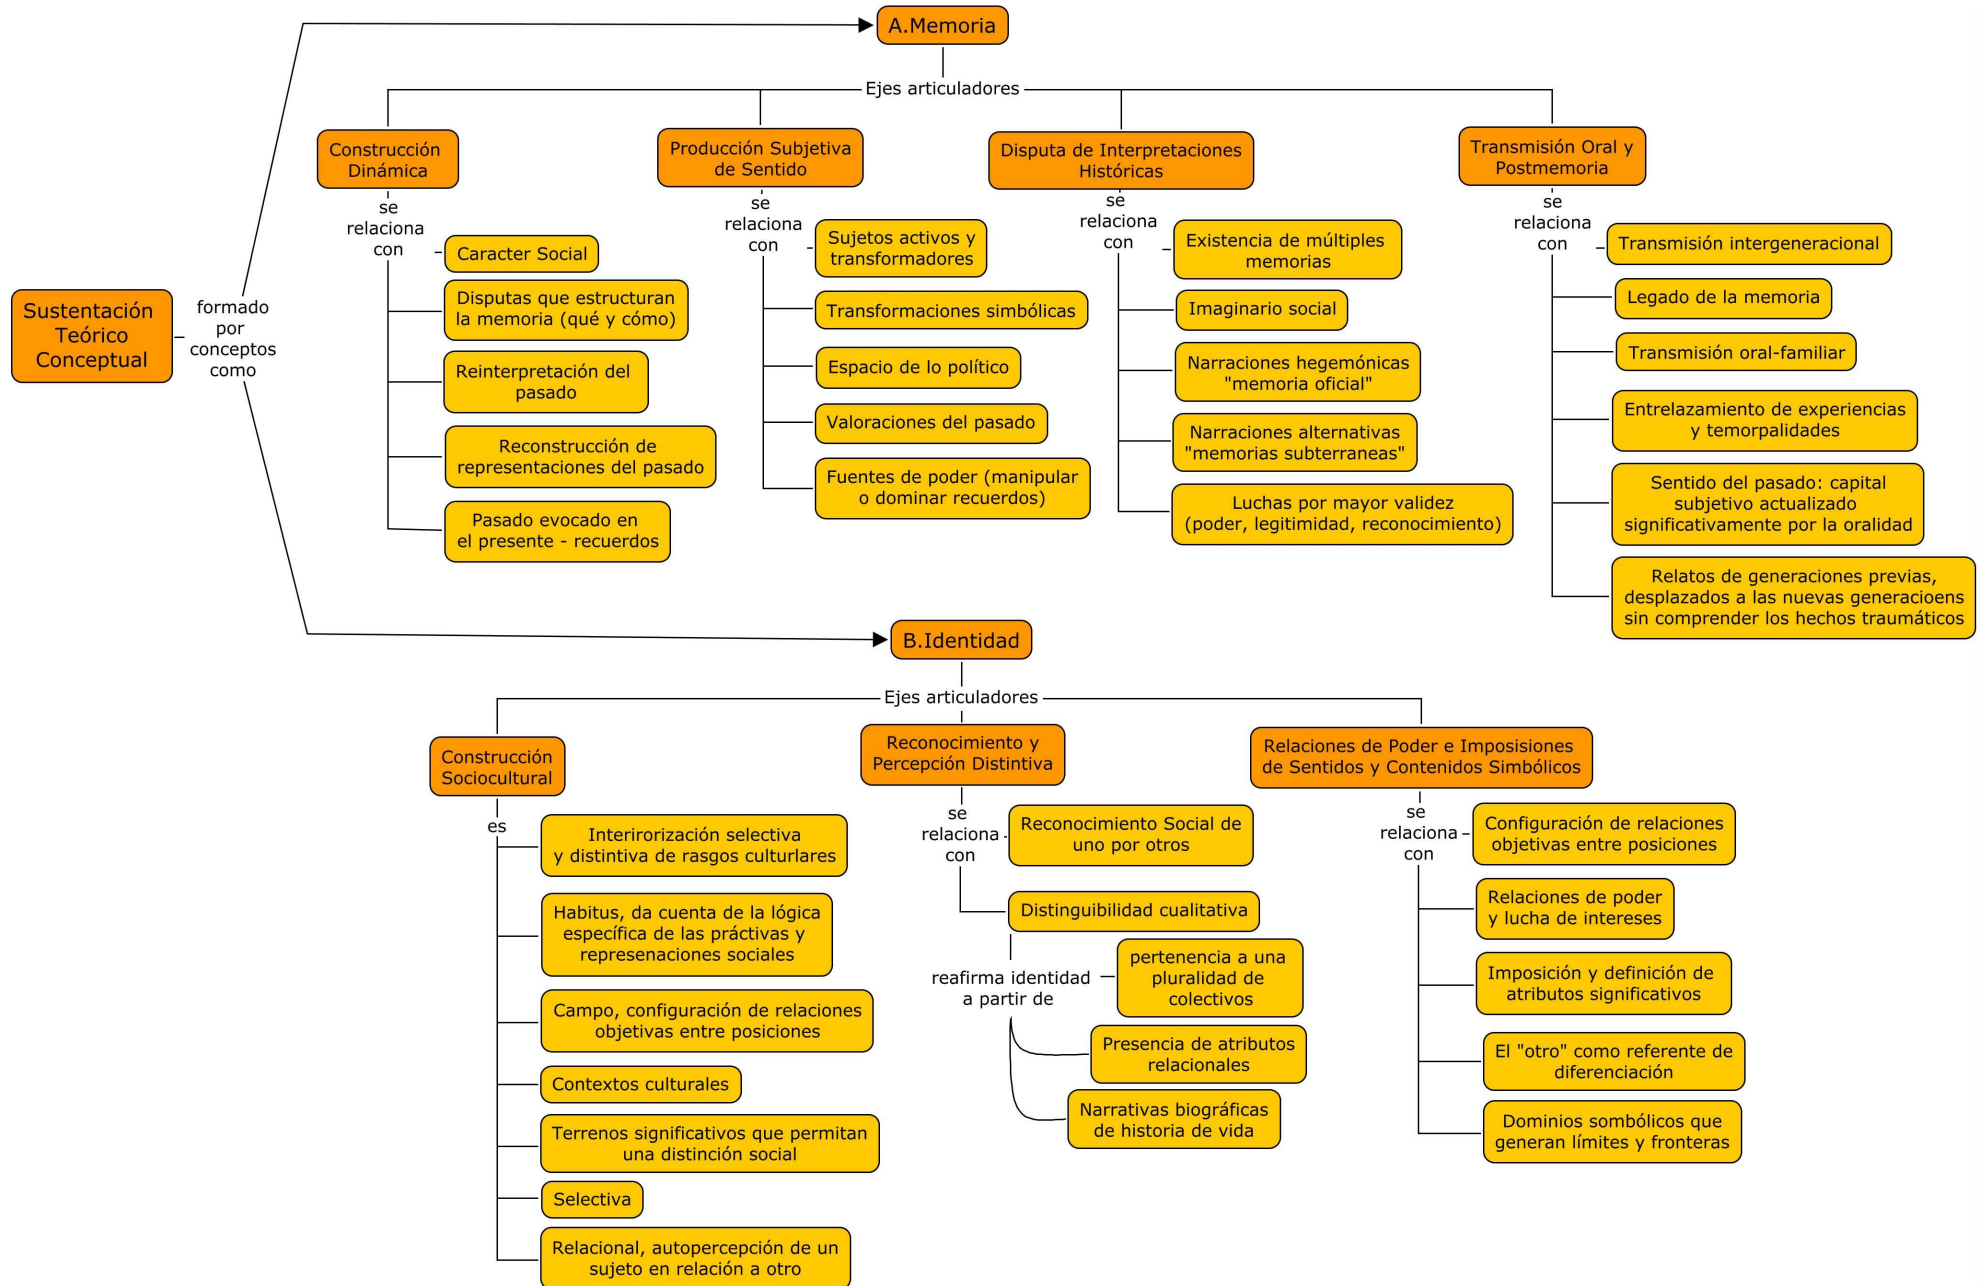 A.Memoria
Ejes articuladores
Construcción
Dinámica
se
relaciona
con
Caracter Social
Disputas que estructuran
la memoria (qué y cómo)
Reinterpretación del
pasado
Reconstrucción de
representaciones del pasado
Pasado evocado en
el presente - recuerdos
Producción Subjetiva
de Sentido
se
relaciona
con
Sujetos activos y
transformadores
Transformaciones simbólicas
Espacio de lo político
Valoraciones del pasado
Fuentes de poder (manipular
o dominar recuerdos)
Disputa de Interpretaciones
Históricas
se
relaciona
con
Existencia de múltiples
memorias
Imaginario social
Narraciones hegemónicas
"memoria oficial"
Narraciones alternativas
"memorias subterraneas"
Luchas por mayor validez
(poder, legitimidad, reconocimiento)
Transmisión Oral y
Postmemoria
se
relaciona
con
Transmisión intergeneracional
Legado de la memoria
Transmisión oral-familiar
Entrelazamiento de experiencias
y temorpalidades
Sentido del pasado: capital
subjetivo actualizado
significativamente por la oralidad
Relatos de generaciones previas,
desplazados a las nuevas generacioens
sin comprender los hechos traumáticos
Sustentación
Teórico
Conceptual
formado
por
conceptos
como
B.Identidad
Ejes articuladores
Construcción
Sociocultural
es
Interirorización selectiva
y distintiva de rasgos culturlares
Habitus, da cuenta de la lógica
específica de las práctivas y
represenaciones sociales
Campo, configuración de relaciones
objetivas entre posiciones
Contextos culturales
Terrenos significativos que permitan
una distinción social
Selectiva
Relacional, autopercepción de un
sujeto en relación a otro
Reconocimiento y
Percepción Distintiva
se
relaciona
con
Reconocimiento Social de
uno por otros
Distinguibilidad cualitativa
reafirma identidad
a partir de
pertenencia a una
pluralidad de
colectivos
Presencia de atributos
relacionales
Narrativas biográficas
de historia de vida
Relaciones de Poder e Imposisiones
de Sentidos y Contenidos Simbólicos
se
relaciona
con
Configuración de relaciones
objetivas entre posiciones
Relaciones de poder
y lucha de intereses
Imposición y definición de
atributos significativos
El "otro" como referente de
diferenciación
Dominios sombólicos que
generan límites y fronteras